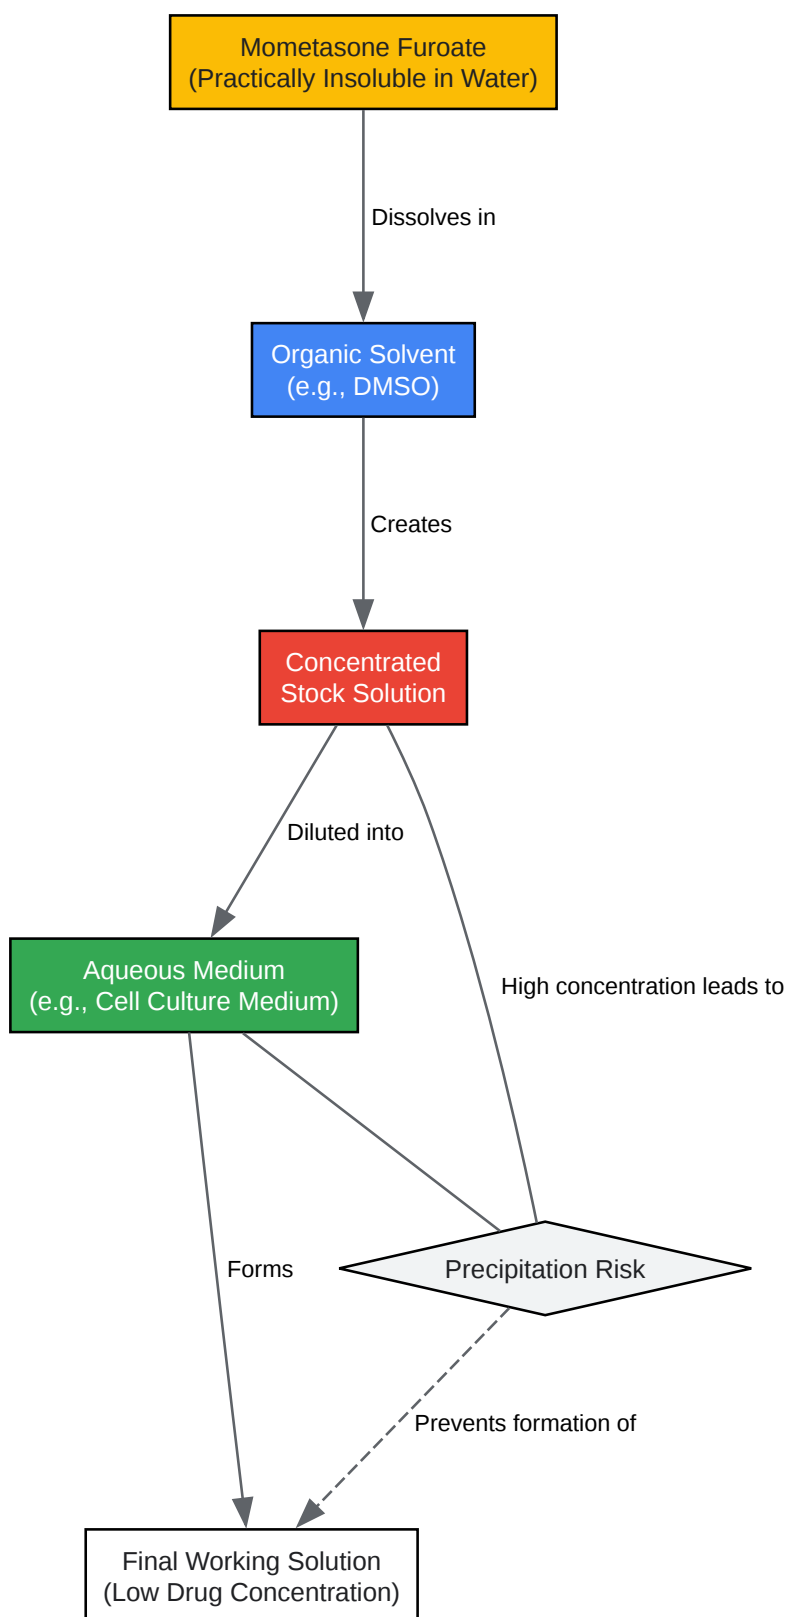 Mometasone Furoate
(Practically Insoluble in Water)
Dissolves in
Organic Solvent
(e.g., DMSO)
Creates
Concentrated
Stock Solution
Diluted into
Aqueous Medium
(e.g., Cell Culture Medium)
High concentration leads to
Forms
Precipitation Risk
Prevents formation of
Final Working Solution
(Low Drug Concentration)